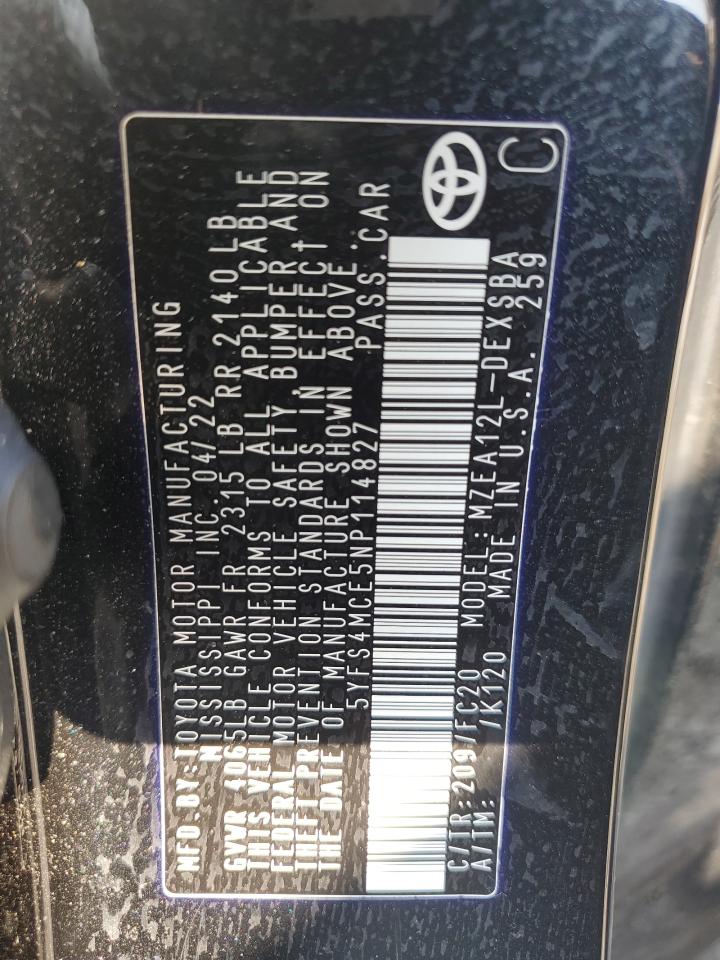 MFD.BY:TOYOTA MOTOR MANUFACTURING
MISSISSIPPI INC 04/22
GVWR 4065LB GAWR FR 2315 LB RR 2140 LB
THIS VEHICLE CONFORMS TO ALL APPLICABLE
FEDERAL MOTOR VEHICLE SAFETY BUMPER AND
THEFT PREVENTION STANDARDS IN EFFECT ON
THE DATE OF MANUFACTURE SHOWN ABOVE.
5YFS4MCE5NP114827 PASS.CAR
C/TR:209/FC20 MODEL:MZEA12L-DEXSBA
A/TM: /K120 MADE IN U.S.A. 259
C